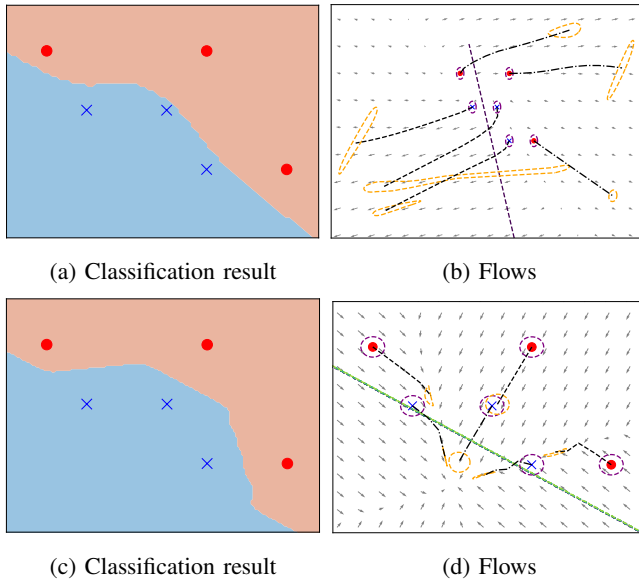 (a) Classification result
(b) Flows
(c) Classification result
(d) Flows